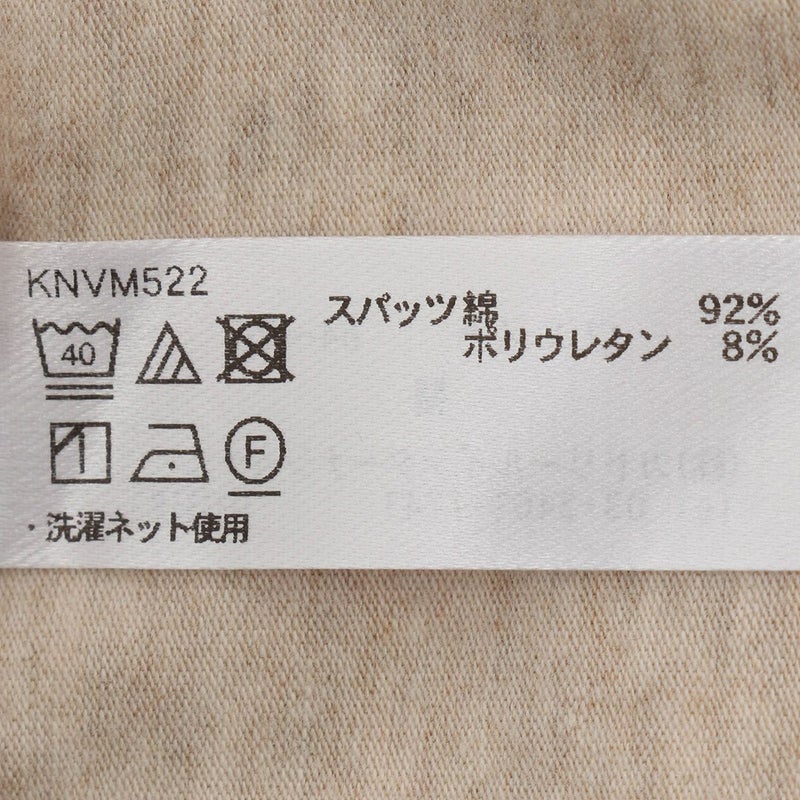 KNVM522
スパッツ 綿 92%
ポリウレタン 8%
40
F
・洗濯ネット使用